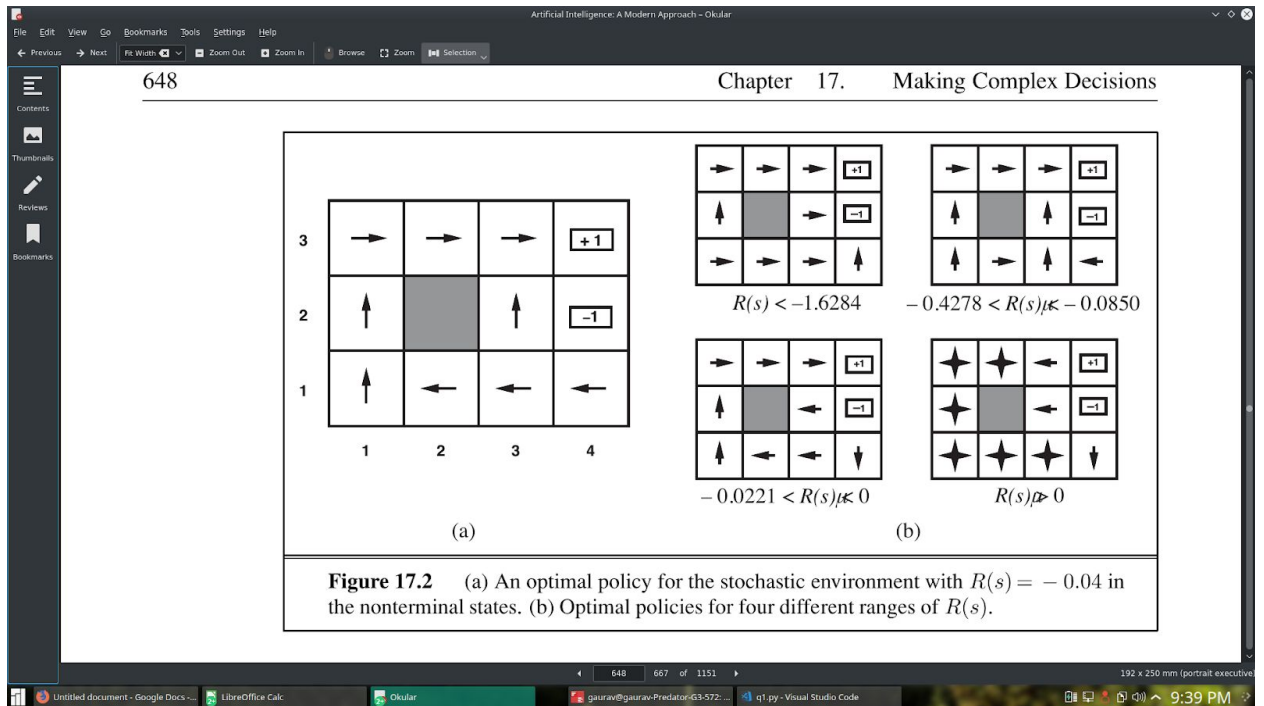 Artificial Intelligence: A Modern Approach – Okular
File Edit View Go Bookmarks Tools Settings Help
Previous Next Fit Width Zoom Out Zoom In Browse Zoom Selection
Contents
Thumbnails
Reviews
Bookmarks
648 Chapter 17. Making Complex Decisions
3 +1
2 –1
1
1 2 3 4
(a)
+1 +1
–1 –1
R(s) < –1.6284 – 0.4278 < R(s) < – 0.0850
+1 +1
–1 –1
– 0.0221 < R(s) < 0 R(s) > 0
(b)
Figure 17.2 (a) An optimal policy for the stochastic environment with R(s) = – 0.04 in
the nonterminal states. (b) Optimal policies for four different ranges of R(s).
648 667 of 1151 192 x 250 mm (portrait executive)
Untitled document - Google Docs -... LibreOffice Calc Okular gaurav@gaurav-Predator-G3-572: ... q1.py - Visual Studio Code 9:39 PM